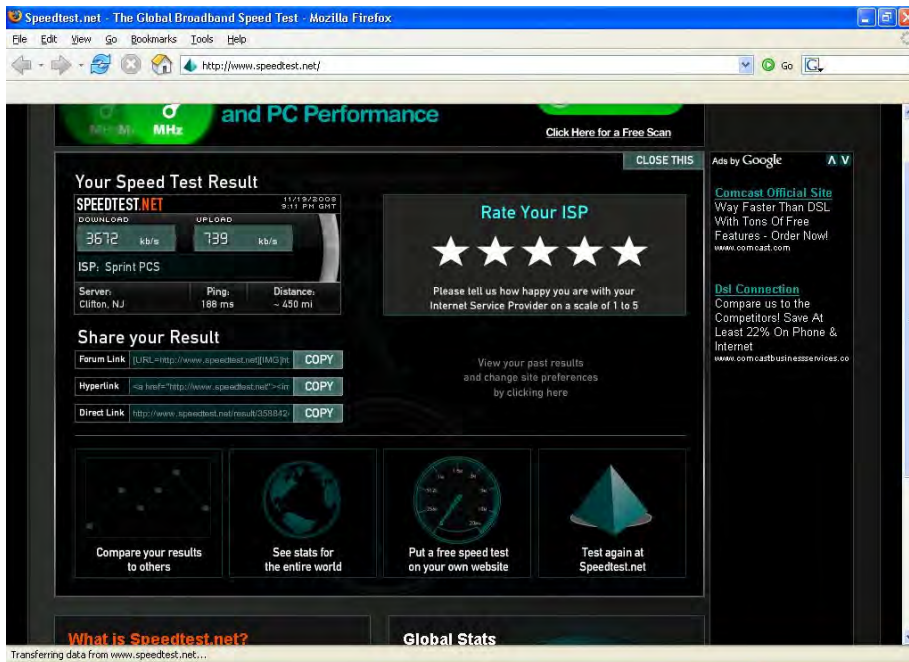 Speedtest.net - The Global Broadband Speed Test - Mozilla Firefox
File Edit View Go Bookmarks Tools Help
http://www.speedtest.net/
Go
G
MHz
and PC Performance
Click Here for a Free Scan
CLOSE THIS
Ads by Google
Your Speed Test Result
SPEEDTEST.NET
11/19/2008
9:11 PM GMT
DOWNLOAD
UPLOAD
3672 kb/s
739 kb/s
ISP: Sprint PCS
Server: Ping: Distance:
Clifton, NJ 188 ms ~ 450 mi
Rate Your ISP
Please tell us how happy you are with your
Internet Service Provider on a scale of 1 to 5
Comcast Official Site
Way Faster Than DSL
With Tons Of Free
Features - Order Now!
www.comcast.com
Dsl Connection
Compare us to the
Competitors! Save At
Least 22% On Phone &
Internet
www.comcastbusinessservices.co
Share your Result
Forum Link [URL=http://www.speedtest.net][IMG]ht COPY
Hyperlink <a href="http://www.speedtest.net"><im COPY
Direct Link http://www.speedtest.net/result/358842 COPY
View your past results
and change site preferences
by clicking here
Compare your results
to others
See stats for
the entire world
Put a free speed test
on your own website
Test again at
Speedtest.net
What is Speedtest.net?
Global Stats
Transferring data from www.speedtest.net...